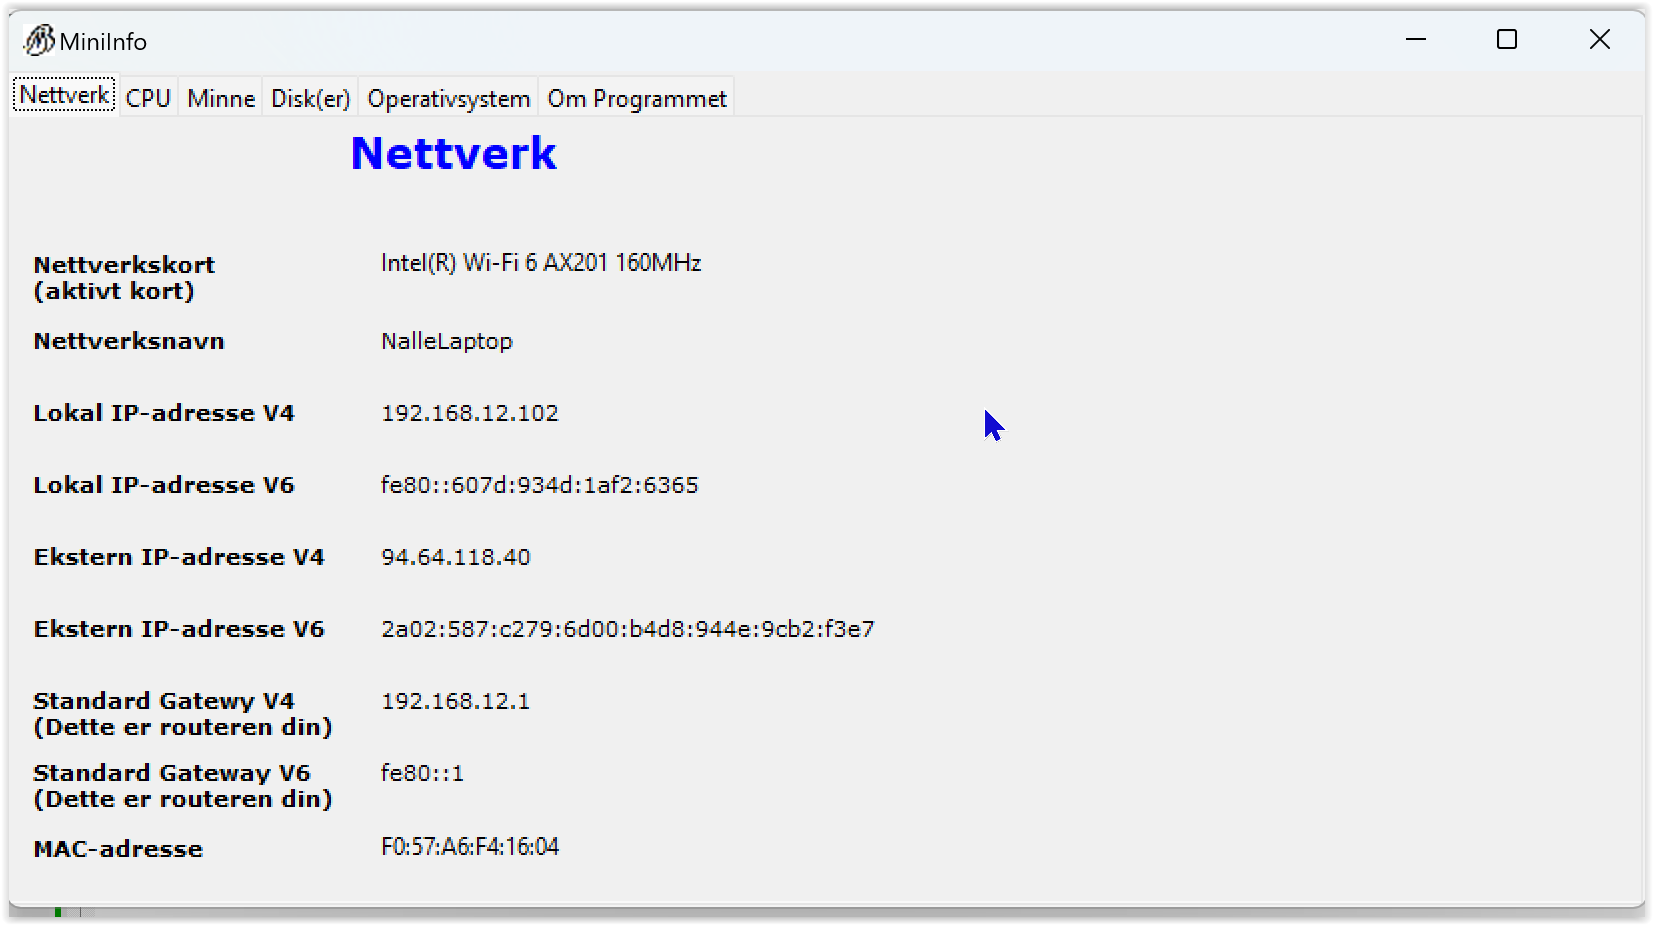 MiniInfo
Nettverk CPU Minne Disk(er) Operativsystem Om Programmet
Nettverk
Nettverkskort Intel(R) Wi-Fi 6 AX201 160MHz
(aktivt kort)
Nettverksnavn NalleLaptop
Lokal IP-adresse V4 192.168.12.102
Lokal IP-adresse V6 fe80::607d:934d:1af2:6365
Ekstern IP-adresse V4 94.64.118.40
Ekstern IP-adresse V6 2a02:587:c279:6d00:b4d8:944e:9cb2:f3e7
Standard Gatewy V4 192.168.12.1
(Dette er routeren din)
Standard Gateway V6 fe80::1
(Dette er routeren din)
MAC-adresse F0:57:A6:F4:16:04